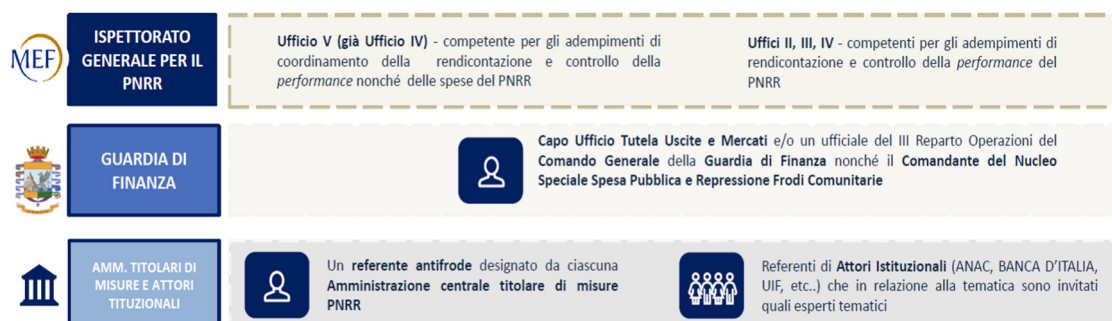 MEF
ISPETTORATO
GENERALE PER IL
PNRR
Ufficio V (già Ufficio IV) - competente per gli adempimenti di
coordinamento della rendicontazione e controllo della
performance nonché delle spese del PNRR
Uffici II, III, IV - competenti per gli adempimenti di
rendicontazione e controllo della performance del
PNRR
GUARDIA DI
FINANZA
Capo Ufficio Tutela Uscite e Mercati e/o un ufficiale del III Reparto Operazioni del
Comando Generale della Guardia di Finanza nonché il Comandante del Nucleo
Speciale Spesa Pubblica e Repressione Frodi Comunitarie
AMM. TITOLARI DI
MISURE E ATTORI
TITUZIONALI
Un referente antifrode designato da ciascuna
Amministrazione centrale titolare di misure
PNRR
Referenti di Attori Istituzionali (ANAC, BANCA D'ITALIA,
UIF, etc..) che in relazione alla tematica sono invitati
quali esperti tematici